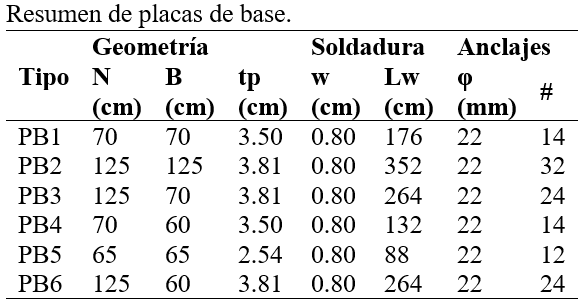 Resumen de placas de base.
Geometría Soldadura Anclajes
Tipo N B tp w Lw φ #
(cm) (cm) (cm) (cm) (cm) (mm)
PB1 70 70 3.50 0.80 176 22 14
PB2 125 125 3.81 0.80 352 22 32
PB3 125 70 3.81 0.80 264 22 24
PB4 70 60 3.50 0.80 132 22 14
PB5 65 65 2.54 0.80 88 22 12
PB6 125 60 3.81 0.80 264 22 24